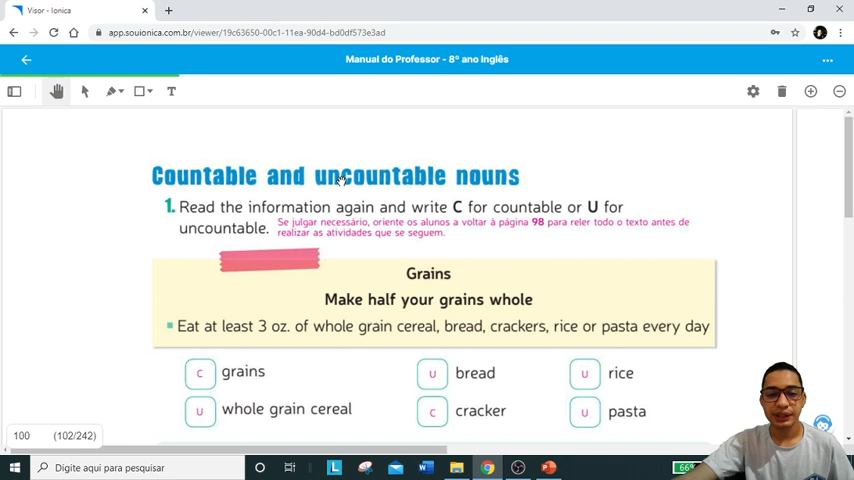 Visor - Ionica
app.souionica.com.br/viewer/19c63650-00c1-11ea-90d4-bd0df573e3ad
Manual do Professor - 8º ano Inglês
T
Countable and uncountable nouns
1. Read the information again and write C for countable or U for
uncountable. Se julgar necessário, oriente os alunos a voltar à página 98 para reler todo o texto antes de
realizar as atividades que se seguem.
Grains
Make half your grains whole
Eat at least 3 oz. of whole grain cereal, bread, crackers, rice or pasta every day
C grains U bread U rice
U whole grain cereal C cracker U pasta
100 (102/242)
Digite aqui para pesquisar
L
W
P
66%